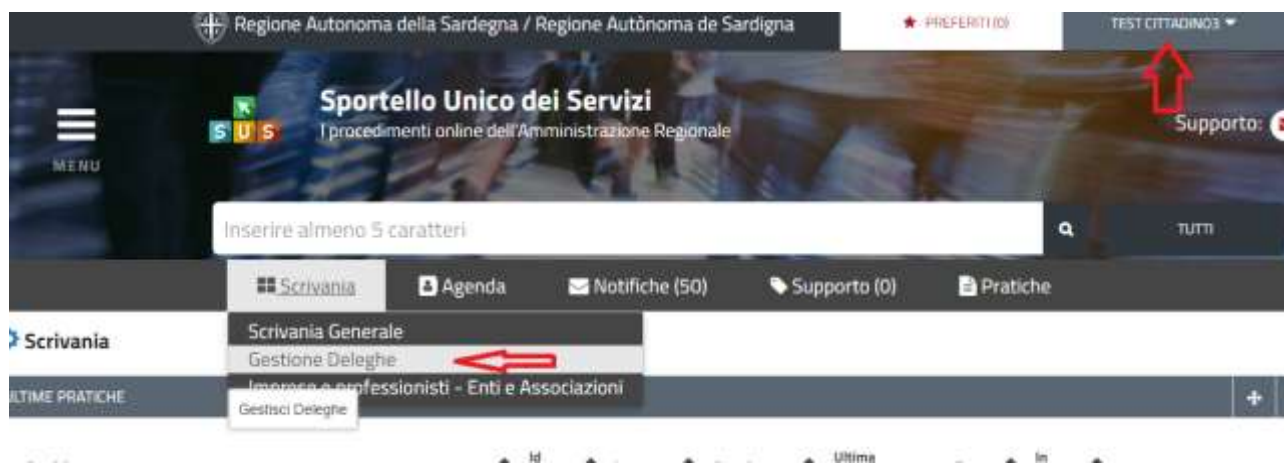 Regione Autonoma della Sardegna / Regione Autònoma de Sardigna
PREFERITI (0)
TEST CITTADINO3
MENU
SUS
Sportello Unico dei Servizi
I procedimenti online dell'Amministrazione Regionale
Supporto:
Inserire almeno 5 caratteri
TUTTI
Scrivania
Agenda
Notifiche (50)
Supporto (0)
Pratiche
Scrivania
Scrivania Generale
Gestione Deleghe
Imprese e professionisti - Enti e Associazioni
Gestisci Deleghe
ULTIME PRATICHE
Id
Ultima
In